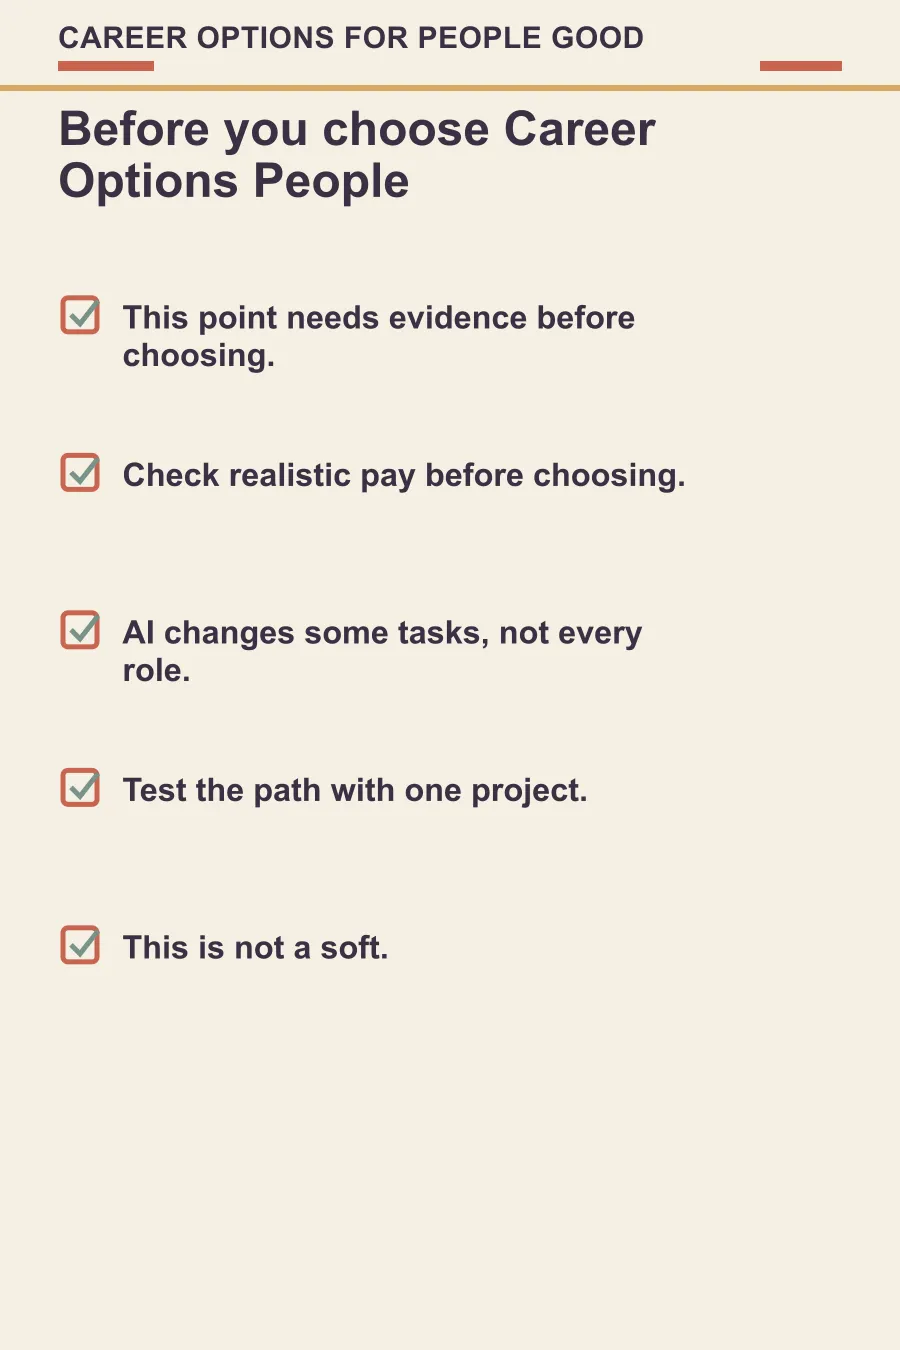 CAREER OPTIONS FOR PEOPLE GOOD
Before you choose Career
Options People
This point needs evidence before
choosing.
Check realistic pay before choosing.
AI changes some tasks, not every
role.
Test the path with one project.
This is not a soft.